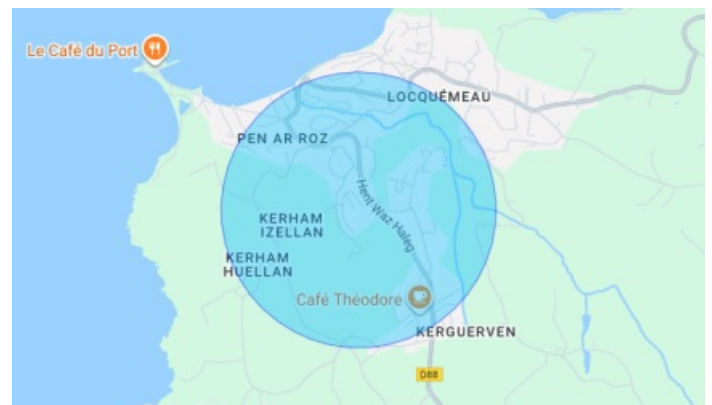 Le Café du Port
LOCQUÉMEAU
PEN AR ROZ
Hent Waz Haleg
KERHAM
IZELLAN
KERHAM
HUELLAN
Café Théodore
KERGUERVEN
D88